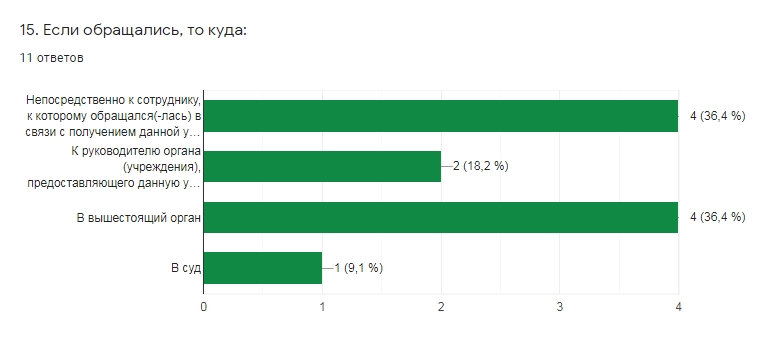 15. Если обращались, то куда:
11 ответов
Непосредственно к сотруднику,
к которому обращался(-лась) в
связи с получением данной у...
4 (36,4 %)
К руководителю органа
(учреждения),
предоставляющего данную у...
2 (18,2 %)
В вышестоящий орган
4 (36,4 %)
В суд
1 (9,1 %)
0 1 2 3 4